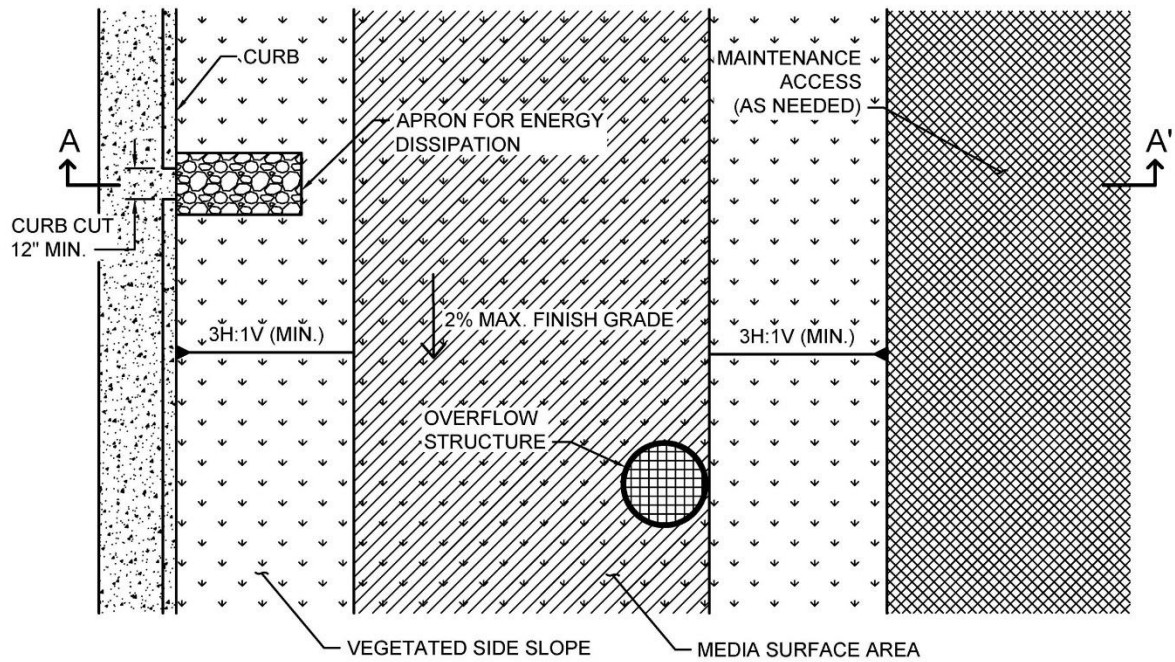 CURB
MAINTENANCE
ACCESS
(AS NEEDED)
A
A'
APRON FOR ENERGY
DISSIPATION
CURB CUT
12" MIN.
2% MAX. FINISH GRADE
3H:1V (MIN.)
3H:1V (MIN.)
OVERFLOW
STRUCTURE
VEGETATED SIDE SLOPE
MEDIA SURFACE AREA